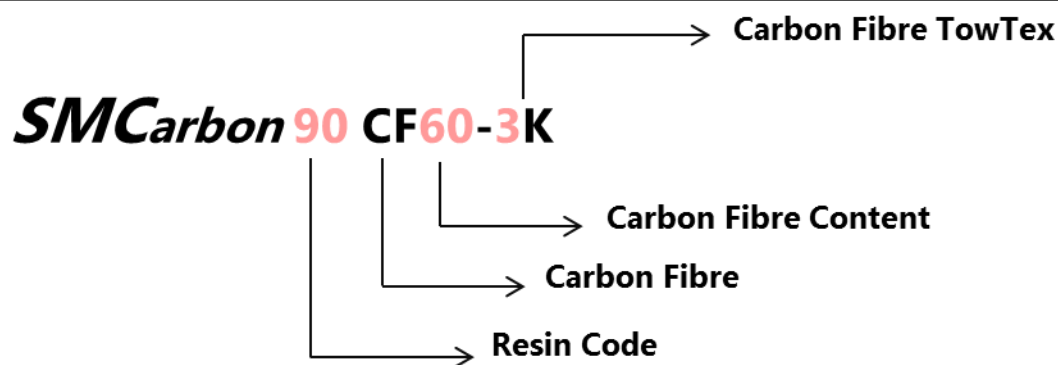 Carbon Fibre TowTex
SMCarbon 90 CF60-3K
Carbon Fibre Content
Carbon Fibre
Resin Code